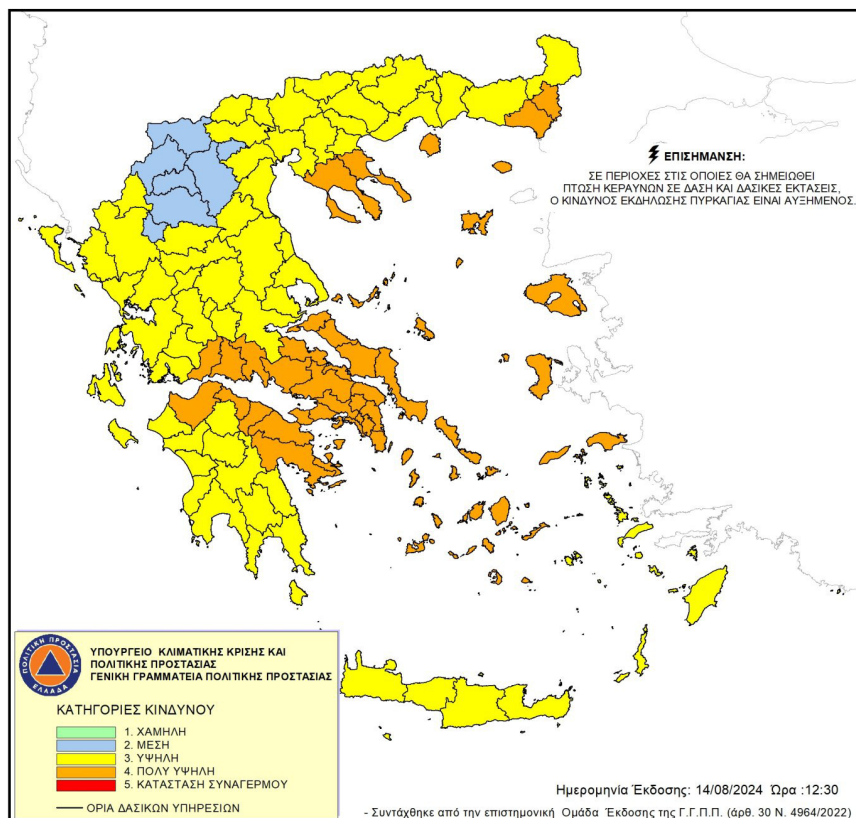 ΕΠΙΣΗΜΑΝΣΗ:
ΣΕ ΠΕΡΙΟΧΕΣ ΣΤΙΣ ΟΠΟΙΕΣ ΘΑ ΣΗΜΕΙΩΘΕΙ
ΠΤΩΣΗ ΚΕΡΑΥΝΩΝ ΣΕ ΔΑΣΗ ΚΑΙ ΔΑΣΙΚΕΣ ΕΚΤΑΣΕΙΣ,
Ο ΚΙΝΔΥΝΟΣ ΕΚΔΗΛΩΣΗΣ ΠΥΡΚΑΓΙΑΣ ΕΙΝΑΙ ΑΥΞΗΜΕΝΟΣ.
ΠΟΛΙΤΙΚΗ ΠΡΟΣΤΑΣΙΑ
ΕΛΛΑΔΑ
ΥΠΟΥΡΓΕΙΟ ΚΛΙΜΑΤΙΚΗΣ ΚΡΙΣΗΣ ΚΑΙ
ΠΟΛΙΤΙΚΗΣ ΠΡΟΣΤΑΣΙΑΣ
ΓΕΝΙΚΗ ΓΡΑΜΜΑΤΕΙΑ ΠΟΛΙΤΙΚΗΣ ΠΡΟΣΤΑΣΙΑΣ
ΚΑΤΗΓΟΡΙΕΣ ΚΙΝΔΥΝΟΥ
1. ΧΑΜΗΛΗ
2. ΜΕΣΗ
3. ΥΨΗΛΗ
4. ΠΟΛΥ ΥΨΗΛΗ
5. ΚΑΤΑΣΤΑΣΗ ΣΥΝΑΓΕΡΜΟΥ
ΟΡΙΑ ΔΑΣΙΚΩΝ ΥΠΗΡΕΣΙΩΝ
Ημερομηνία Έκδοσης: 14/08/2024 Ώρα :12:30
- Συντάχθηκε από την επιστημονική Ομάδα Έκδοσης της Γ.Γ.Π.Π. (άρθ. 30 Ν. 4964/2022)